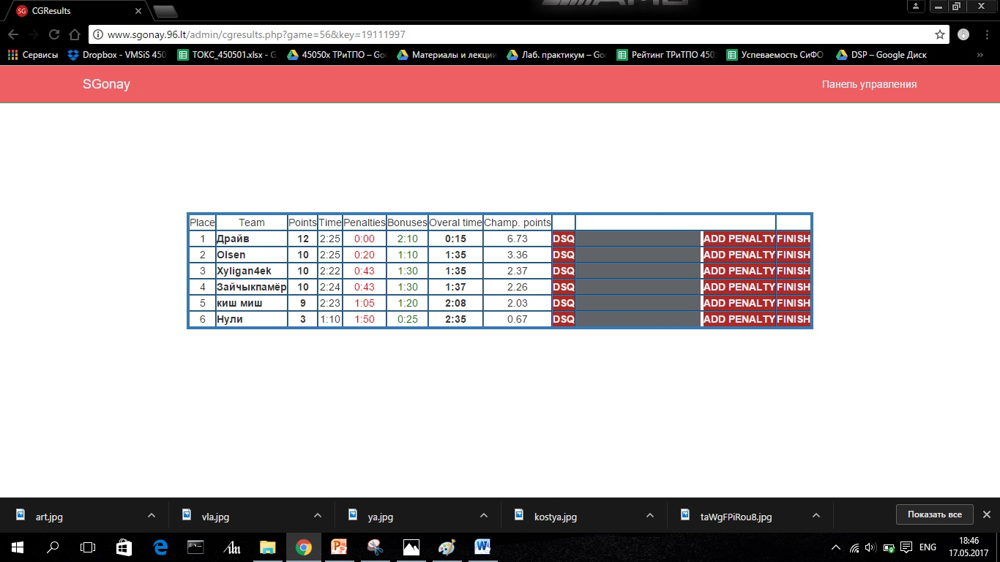 CGResults
www.sgonay.96.lt/admin/cgresults.php?game=56&key=19111997
Сервисы Dropbox - VMSiS 450 ТОКС_450501.xlsx - G 45050x ТРиТПО – Goo Материалы и лекции Лаб. практикум – Goo Рейтинг ТРиТПО 450 Успеваемость СиФО DSP – Google Диск »
SGonay Панель управления
Place Team Points Time Penalties Bonuses Overal time Champ. points
1 Драйв 12 2:25 0:00 2:10 0:15 6.73 DSQ ADD PENALTY FINISH
2 Olsen 10 2:25 0:20 1:10 1:35 3.36 DSQ ADD PENALTY FINISH
3 Xyligan4ek 10 2:22 0:43 1:30 1:35 2.37 DSQ ADD PENALTY FINISH
4 Зайчыкпамёр 10 2:24 0:43 1:30 1:37 2.26 DSQ ADD PENALTY FINISH
5 киш миш 9 2:23 1:05 1:20 2:08 2.03 DSQ ADD PENALTY FINISH
6 Нули 3 1:10 1:50 0:25 2:35 0.67 DSQ ADD PENALTY FINISH
art.jpg vla.jpg ya.jpg kostya.jpg taWgFPiRou8.jpg Показать все
ENG 18:46
17.05.2017